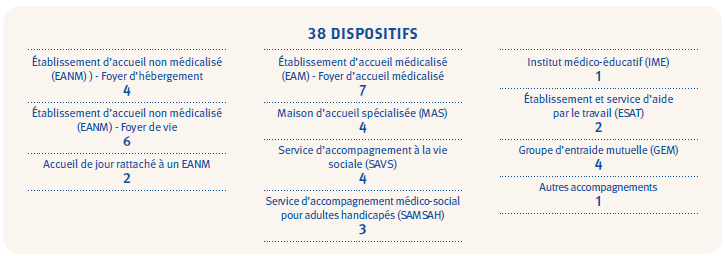 38 DISPOSITIFS
Établissement d'accueil non médicalisé
(EANM) ) - Foyer d'hébergement
4
Établissement d'accueil non médicalisé
(EANM) - Foyer de vie
6
Accueil de jour rattaché à un EANM
2
Établissement d'accueil médicalisé
(EAM) - Foyer d'accueil médicalisé
7
Maison d'accueil spécialisée (MAS)
4
Service d'accompagnement à la vie
sociale (SAVS)
4
Service d'accompagnement médico-social
pour adultes handicapés (SAMSAH)
3
Institut médico-éducatif (IME)
1
Établissement et service d'aide
par le travail (ESAT)
2
Groupe d'entraide mutuelle (GEM)
4
Autres accompagnements
1